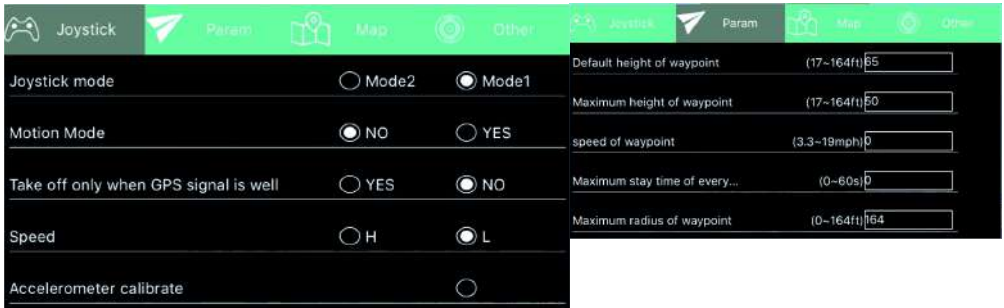 Joystick Param Map Other
Joystick mode Mode2 Mode1
Motion Mode NO YES
Take off only when GPS signal is well YES NO
Speed H L
Accelerometer calibrate
Joystick Param Map Other
Default height of waypoint (17~164ft) 65
Maximum height of waypoint (17~164ft) 50
speed of waypoint (3.3~19mph) 0
Maximum stay time of every... (0~60s) 0
Maximum radius of waypoint (0~164ft) 164